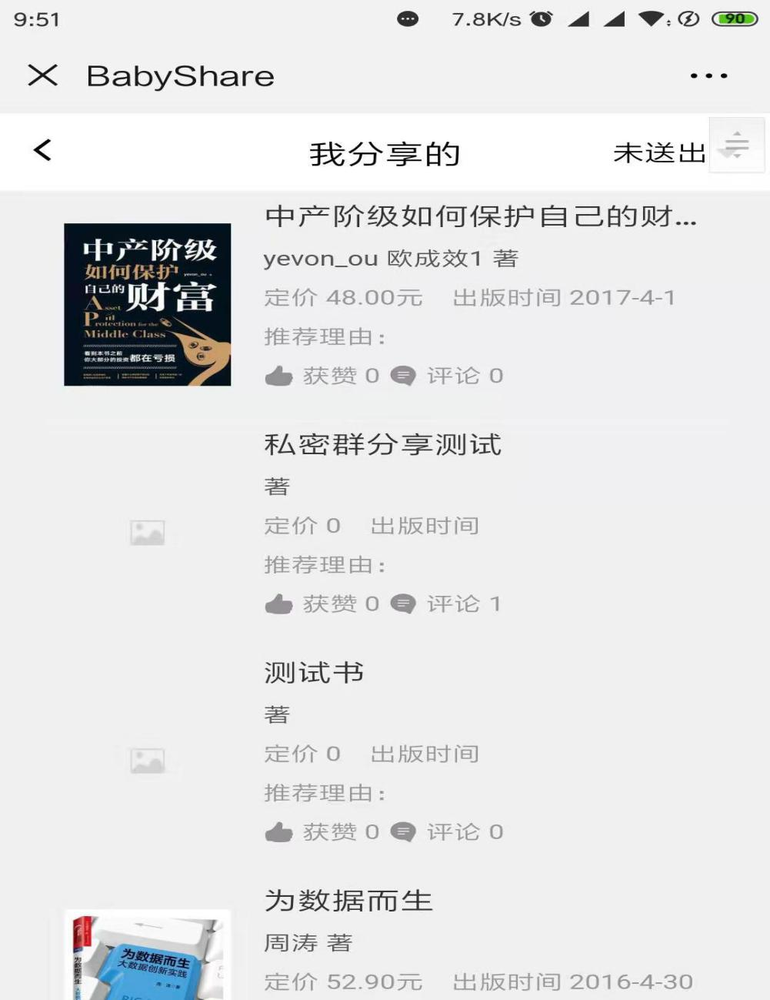 9:51 7.8K/s 90
BabyShare
我分享的 未送出
中产阶级如何保护自己的财...
yevon_ou 欧成效1 著
定价 48.00元 出版时间 2017-4-1
推荐理由：
获赞 0 评论 0
中产阶级
如何保护 yevon_ou
自己的 财富
Asset
Protection for the
Middle Class
看到本书之前
你大部分的投资 都在亏损
私密群分享测试
著
定价 0 出版时间
推荐理由：
获赞 0 评论 1
测试书
著
定价 0 出版时间
推荐理由：
获赞 0 评论 0
为数据而生
周涛 著
定价 52.90元 出版时间 2016-4-30
为数据而生
大数据创新实践
为数据而生